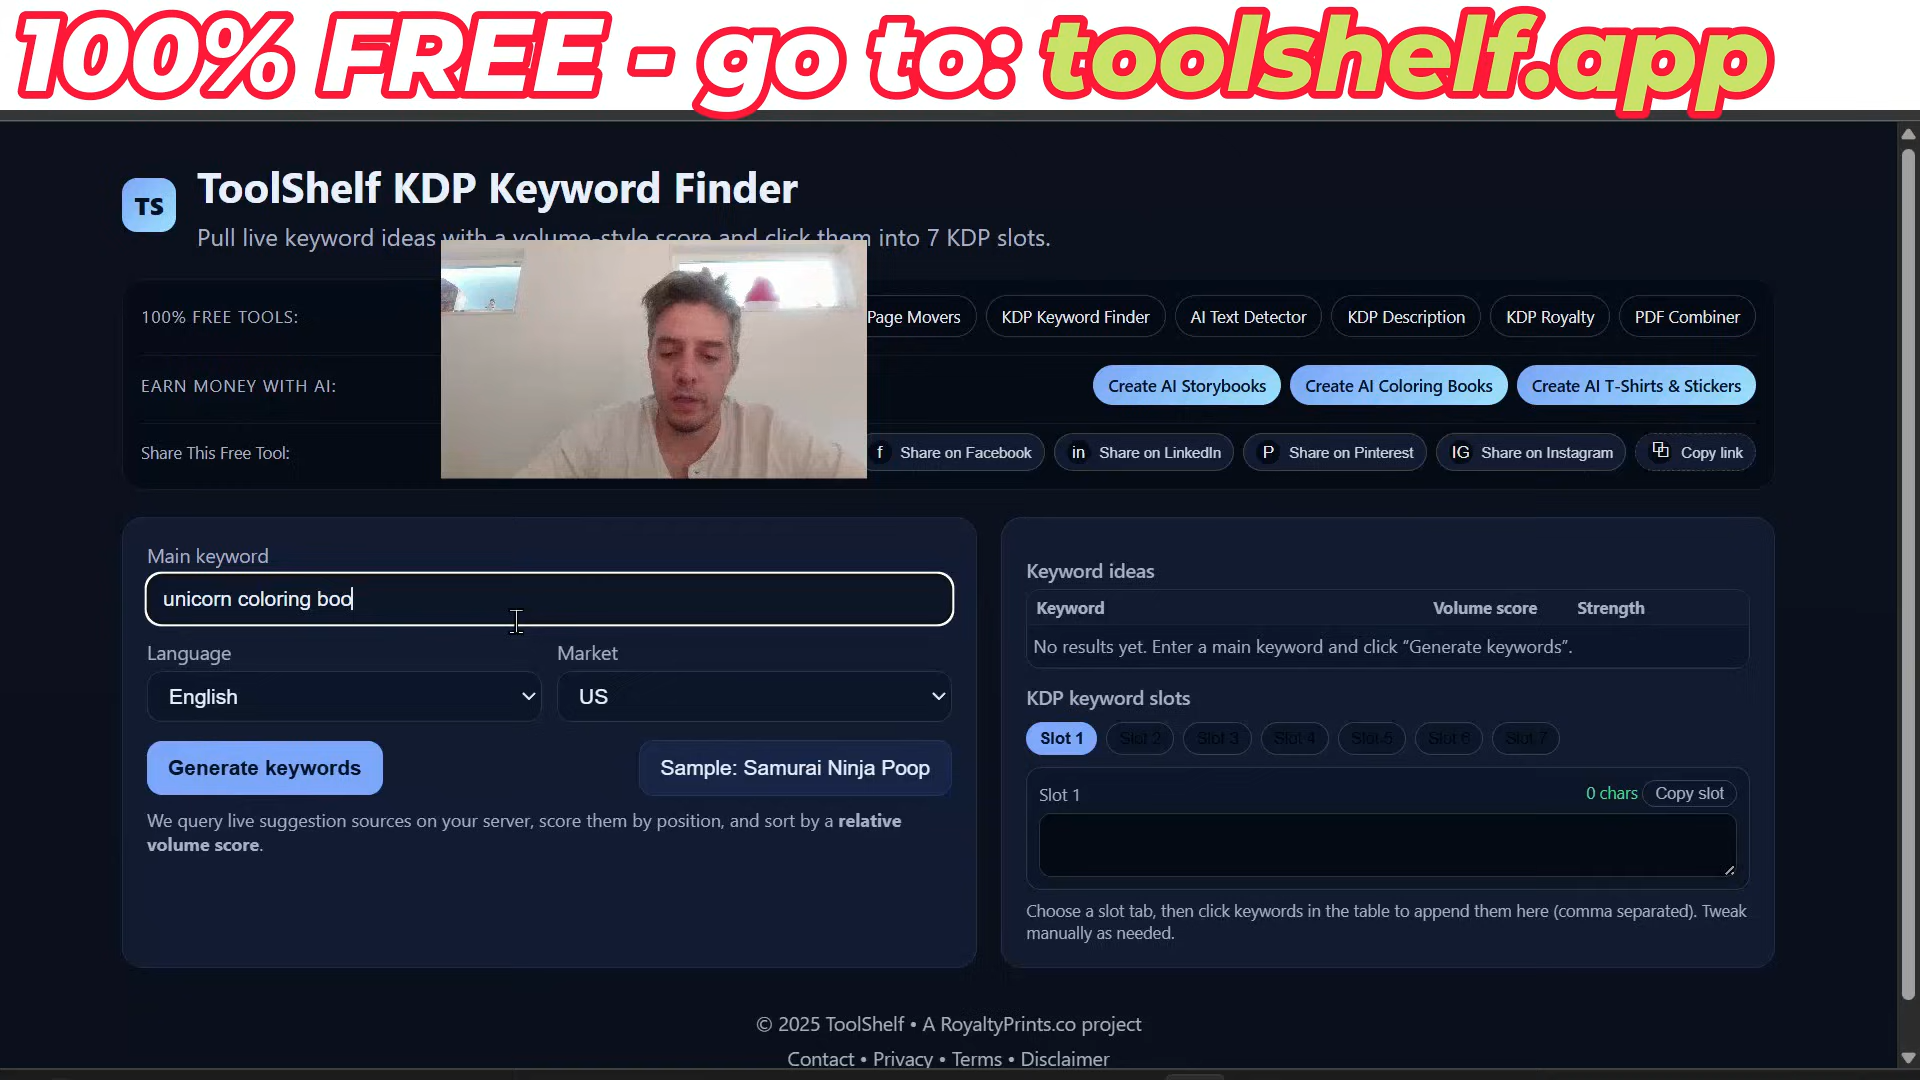 100% FREE - go to: toolshelf.app
TS
ToolShelf KDP Keyword Finder
Pull live keyword ideas with a volume-style score and click them into 7 KDP slots.
100% FREE TOOLS:
Page Movers
KDP Keyword Finder
AI Text Detector
KDP Description
KDP Royalty
PDF Combiner
EARN MONEY WITH AI:
Create AI Storybooks
Create AI Coloring Books
Create AI T-Shirts & Stickers
Share This Free Tool:
f Share on Facebook
in Share on LinkedIn
P Share on Pinterest
IG Share on Instagram
Copy link
Main keyword
unicorn coloring boo
Language
Market
English
US
Generate keywords
Sample: Samurai Ninja Poop
We query live suggestion sources on your server, score them by position, and sort by a relative
volume score.
Keyword ideas
Keyword
Volume score
Strength
No results yet. Enter a main keyword and click “Generate keywords”.
KDP keyword slots
Slot 1
Slot 2
Slot 3
Slot 4
Slot 5
Slot 6
Slot 7
Slot 1
0 chars
Copy slot
Choose a slot tab, then click keywords in the table to append them here (comma separated). Tweak
manually as needed.
© 2025 ToolShelf • A RoyaltyPrints.co project
Contact • Privacy • Terms • Disclaimer